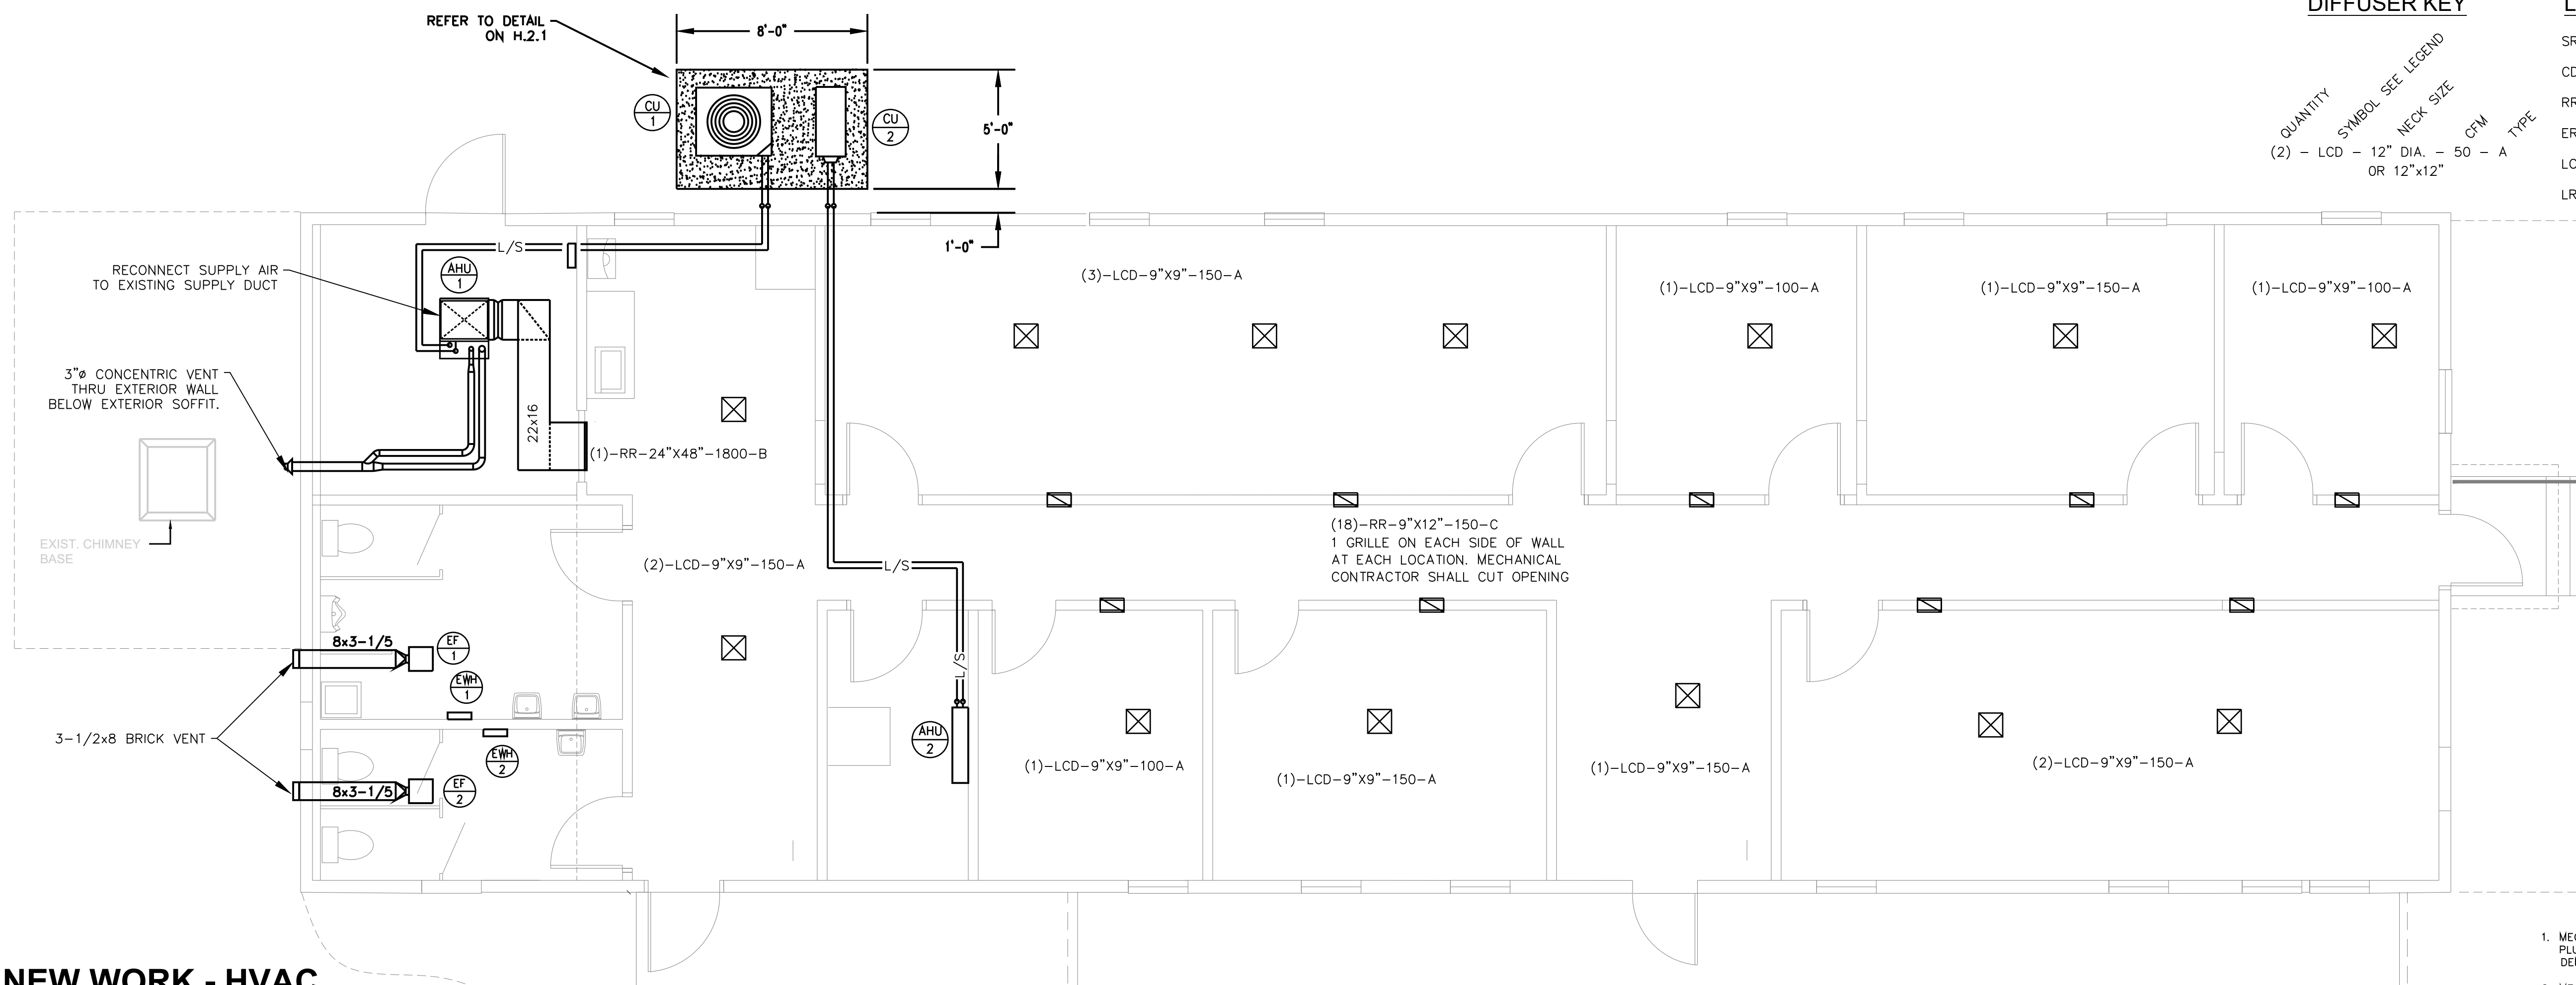 REFER TO DETAIL
ON H.2.1
8'-0"
5'-0"
1'-0"
CU
1
CU
2
DIFFUSER KEY
QUANTITY
SYMBOL SEE LEGEND
NECK SIZE
CFM
TYPE
(2) - LCD - 12" DIA. - 50 - A
OR 12"x12"
SR
CD
RR
ER
LC
LR
L/S
AHU
1
RECONNECT SUPPLY AIR
TO EXISTING SUPPLY DUCT
3"ø CONCENTRIC VENT
THRU EXTERIOR WALL
BELOW EXTERIOR SOFFIT.
22x16
(1)-RR-24"X48"-1800-B
EXIST. CHIMNEY
BASE
(3)-LCD-9"X9"-150-A
(1)-LCD-9"X9"-100-A
(1)-LCD-9"X9"-150-A
(1)-LCD-9"X9"-100-A
(18)-RR-9"X12"-150-C
1 GRILLE ON EACH SIDE OF WALL
AT EACH LOCATION. MECHANICAL
CONTRACTOR SHALL CUT OPENING
(2)-LCD-9"X9"-150-A
L/S
L/S
8x3-1/5
EF
1
EWH
1
3-1/2x8 BRICK VENT
EWH
2
8x3-1/5
EF
2
AHU
2
(1)-LCD-9"X9"-100-A
(1)-LCD-9"X9"-150-A
(1)-LCD-9"X9"-150-A
(2)-LCD-9"X9"-150-A
NEW WORK - HVAC
1.